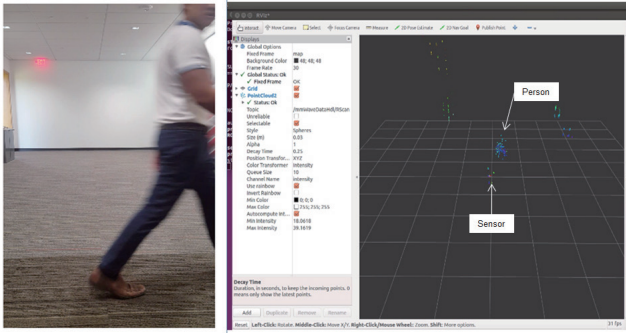 RViz*
Interact Move Camera Select Focus Camera Measure 2D Pose Estimate 2D Nav Goal Publish Point
Displays
Global Options
Fixed Frame map
Background Color 48; 48; 48
Frame Rate 30
Global Status: Ok
Fixed Frame OK
Grid
PointCloud2
Status: Ok
Topic /mmWaveDataHdl/RScan
Unreliable
Selectable
Style Spheres
Size (m) 0.03
Alpha 1
Decay Time 0.25
Position Transfor... XYZ
Color Transformer Intensity
Queue Size 10
Channel Name intensity
Use rainbow
Invert Rainbow
Min Color 0; 0; 0
Max Color 255; 255; 255
Autocompute Int...
Min Intensity 10.0618
Max Intensity 39.1619
Person
Sensor
Decay Time
Duration, in seconds, to keep the incoming points. 0
means only show the latest points.
Add Duplicate Remove Rename
Reset Left-Click: Rotate. Middle-Click: Move X/Y. Right-Click/Mouse Wheel: Zoom. Shift: More options.
31 fps